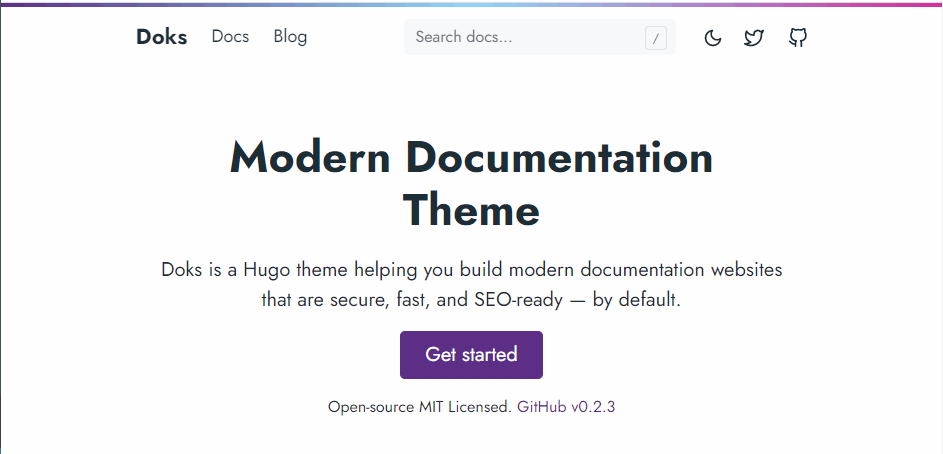 Doks Docs Blog Search docs... /
Modern Documentation
Theme
Doks is a Hugo theme helping you build modern documentation websites
that are secure, fast, and SEO-ready — by default.
Get started
Open-source MIT Licensed. GitHub v0.2.3